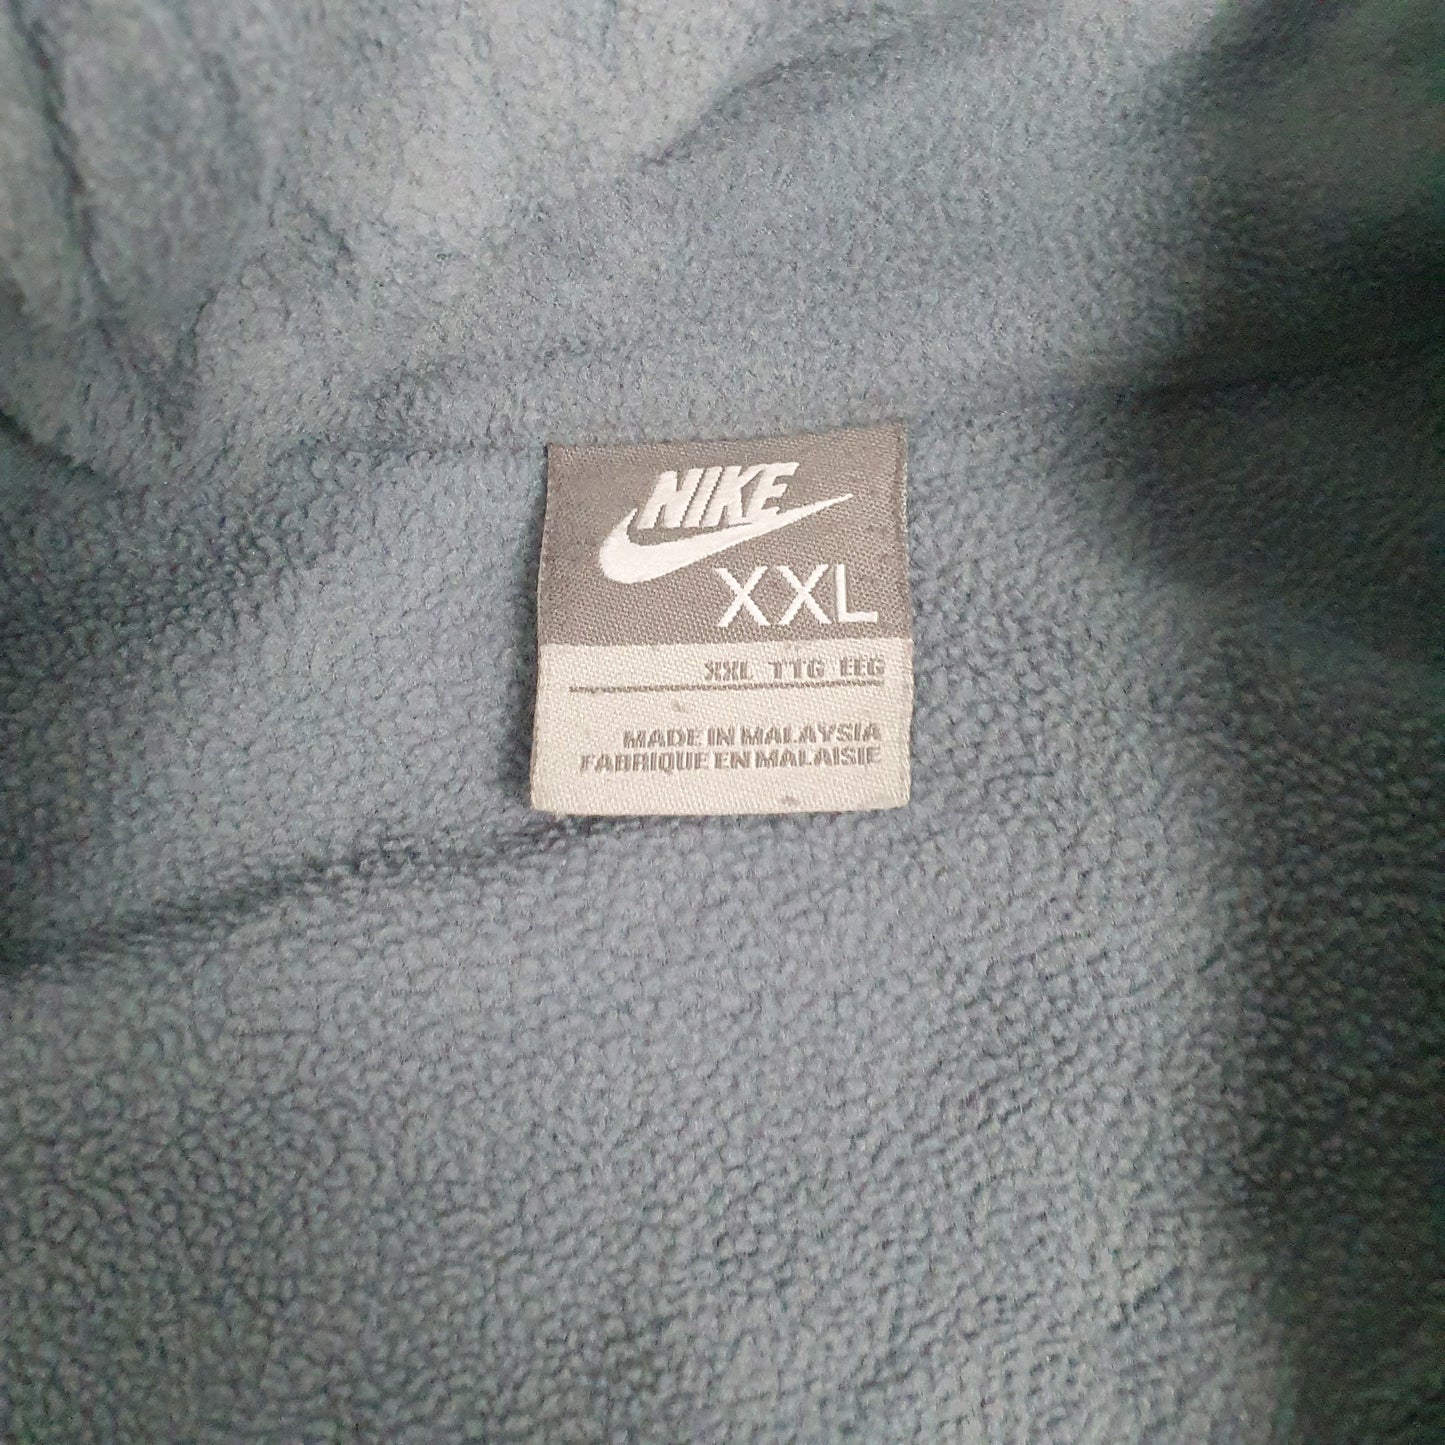 NIKE
XXL
XXL TTG EEG
MADE IN MALAYSIA
FABRIQUE EN MALAISIE